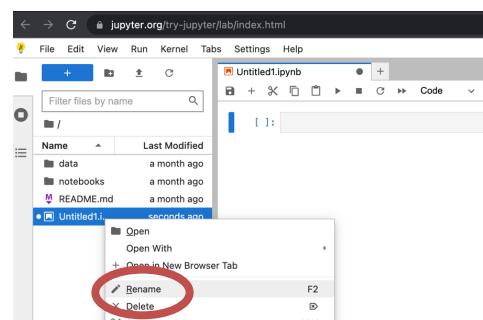 jupyter.org/try-jupyter/lab/index.html
File Edit View Run Kernel Tabs Settings Help
Untitled1.ipynb
Code
Filter files by name
[ ]:
/
Name Last Modified
data a month ago
notebooks a month ago
README.md a month ago
Untitled1.i... seconds ago
Open
Open With
Open in New Browser Tab
Rename F2
Delete